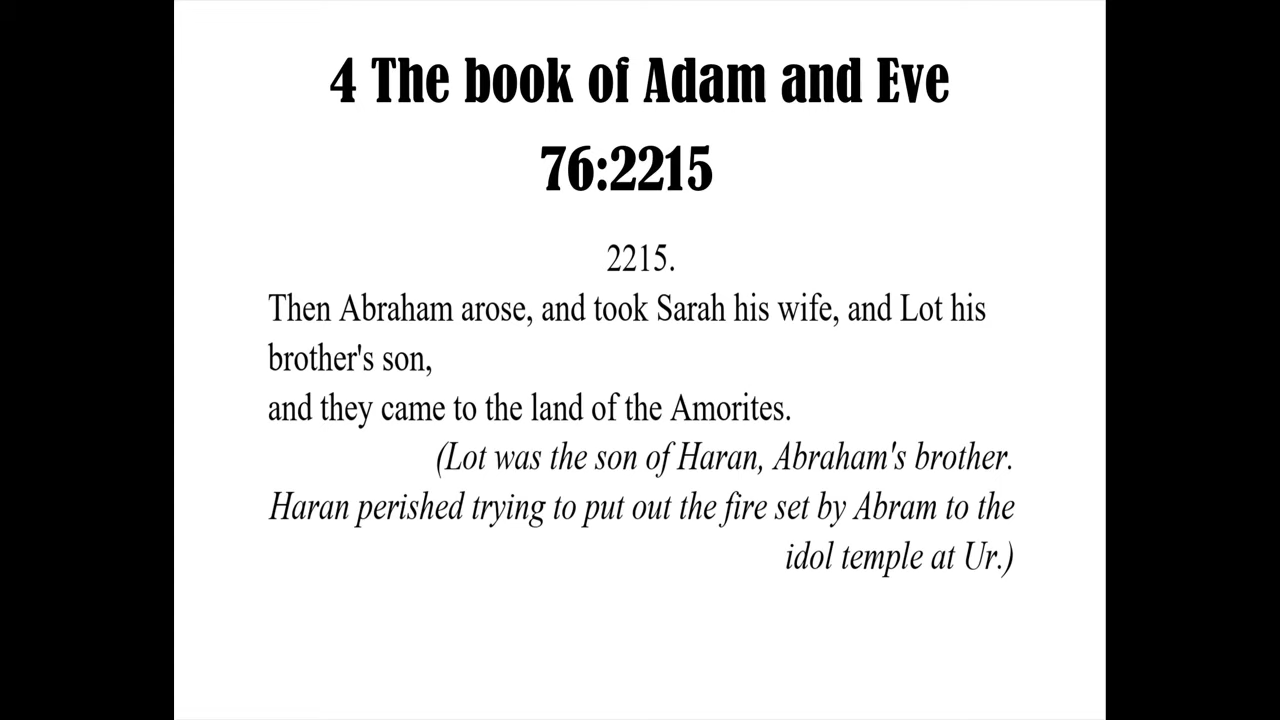 4 The book of Adam and Eve
76:2215
2215.
Then Abraham arose, and took Sarah his wife, and Lot his
brother's son,
and they came to the land of the Amorites.
(Lot was the son of Haran, Abraham's brother.
Haran perished trying to put out the fire set by Abram to the
idol temple at Ur.)